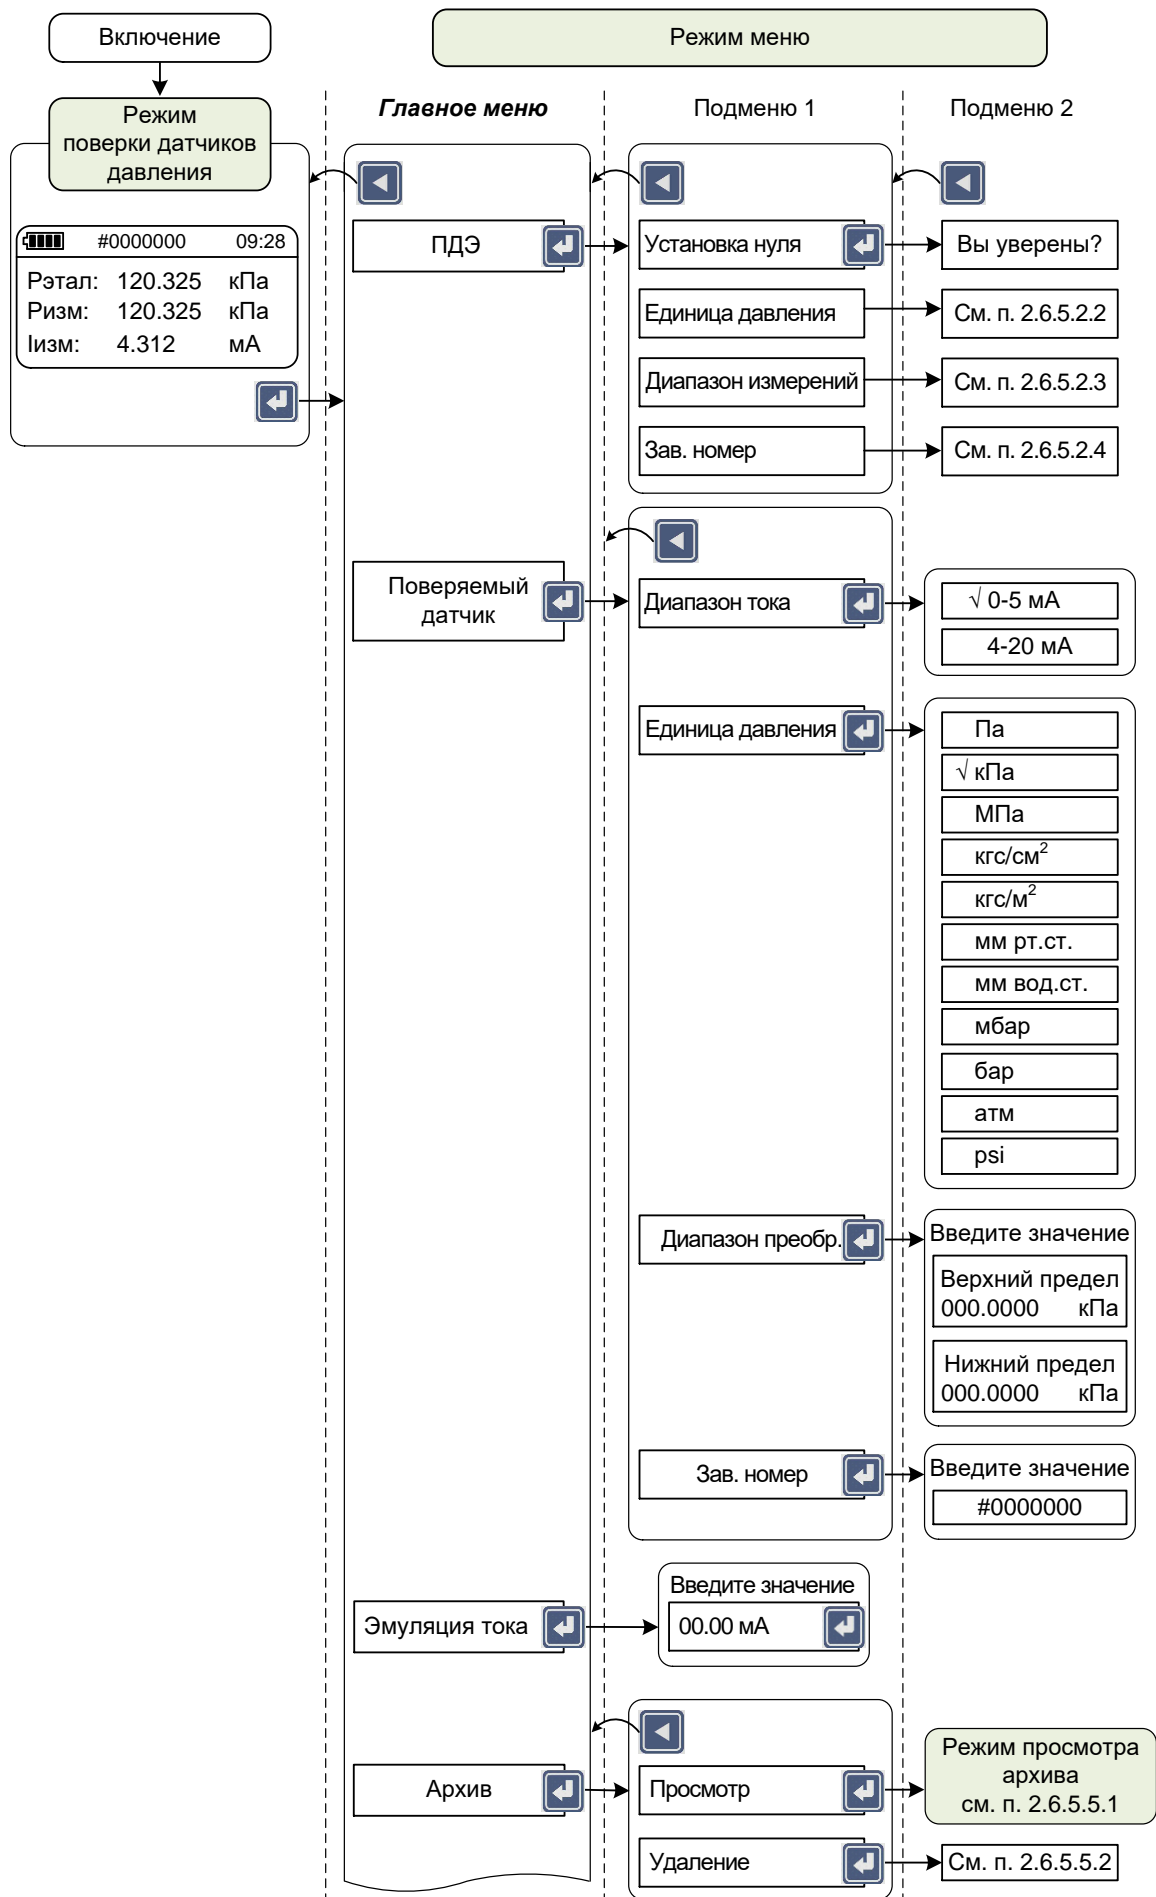 Включение
Режим меню
Режим
поверки датчиков
давления
Главное меню
Подменю 1
Подменю 2
#0000000 09:28
Рэтал: 120.325 кПа
Ризм: 120.325 кПа
Iизм: 4.312 мА
ПДЭ
Установка нуля
Вы уверены?
Единица давления
См. п. 2.6.5.2.2
Диапазон измерений
См. п. 2.6.5.2.3
Зав. номер
См. п. 2.6.5.2.4
Поверяемый
датчик
Диапазон тока
√ 0-5 мА
4-20 мА
Единица давления
Па
√ кПа
МПа
кгс/см²
кгс/м²
мм рт.ст.
мм вод.ст.
мбар
бар
атм
psi
Диапазон преобр.
Введите значение
Верхний предел
000.0000 кПа
Нижний предел
000.0000 кПа
Зав. номер
Введите значение
#0000000
Эмуляция тока
Введите значение
00.00 мА
Архив
Просмотр
Режим просмотра
архива
см. п. 2.6.5.5.1
Удаление
См. п. 2.6.5.5.2